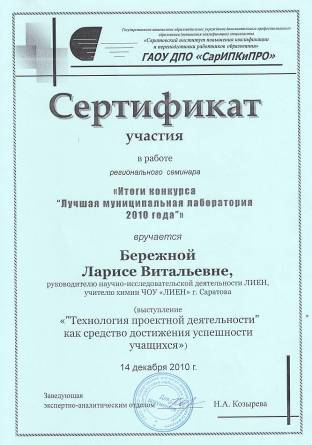 Государственное автономное образовательное учреждение дополнительного профессионального
образования (повышения квалификации) специалистов
«Саратовский институт повышения квалификации
и переподготовки работников образования»
ГАОУ ДПО «СарИПКиПРО»
Сертификат
участия
в работе
регионального семинара
«Итоги конкурса
"Лучшая муниципальная лаборатория
2010 года"»
вручается
Бережной
Ларисе Витальевне,
руководителю научно-исследовательской деятельности ЛИЕН,
учителю химии ЧОУ «ЛИЕН» г. Саратова
(выступление
«"Технология проектной деятельности"
как средство достижения успешности
учащихся»)
14 декабря 2010 г.
Заведующая
экспертно-аналитическим отделом
Н.А. Козырева